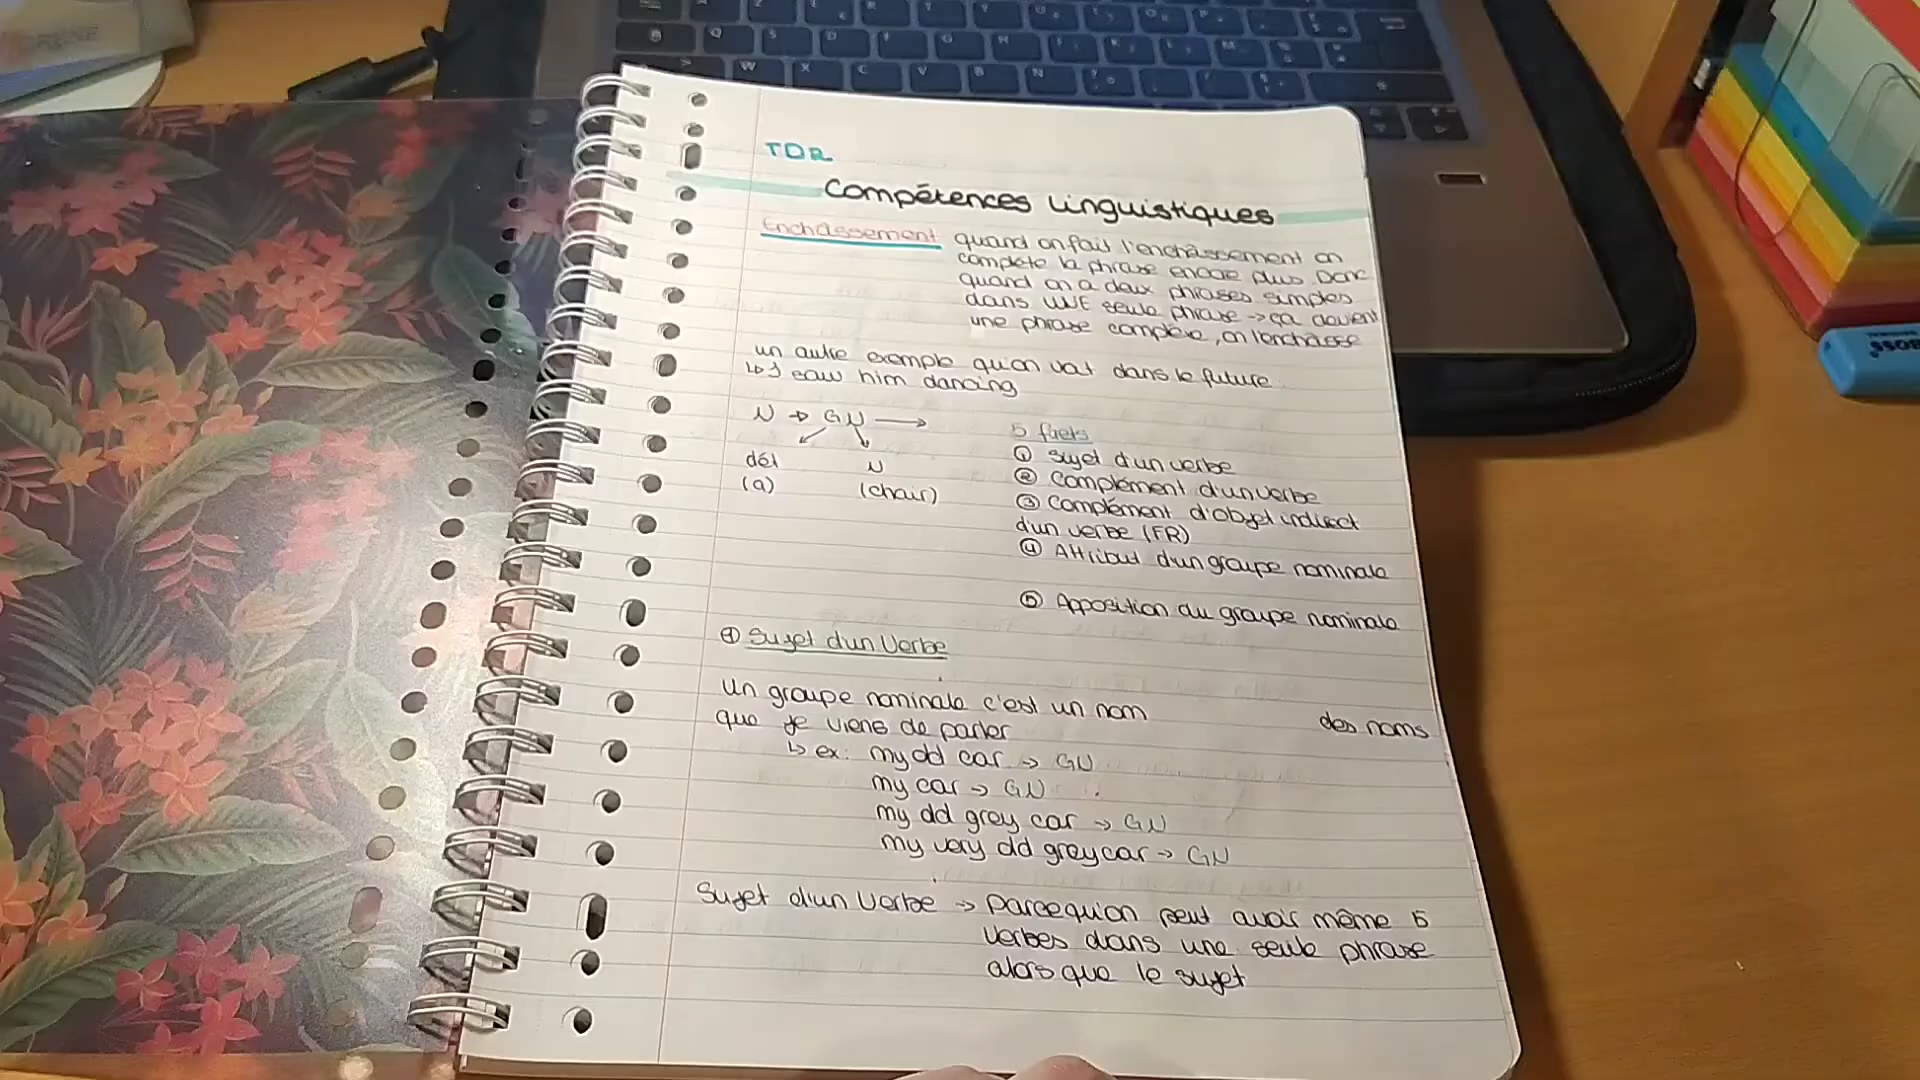 TDR
Compétences Linguistiques
Enchâssement quand on fait l'enchâssement on
complète la phrase encore plus Donc
quand on a deux phrases simples
dans UNE seule phrase → ça devient
une phrase complexe, on l'enchâsse
un autre exemple qu'on voit dans le future
↳ I saw him dancing
N → GN →
dét N
(a) (chair)
5 fcts
① Sujet d'un verbe
② Complément d'un verbe
③ Complément d'objet indirect
d'un verbe (FR)
④ Attribut d'un groupe nominale
⑤ Apposition du groupe nominale
① Sujet d'un Verbe
Un groupe nominale c'est un nom des noms
que je viens de parler
↳ ex: my old car → GN
my car → GN
my old grey car → GN
my very old grey car → GN
Sujet d'un Verbe → Parcequ'on peut avoir même 5
verbes dans une seule phrase
alors que le sujet
BOSS